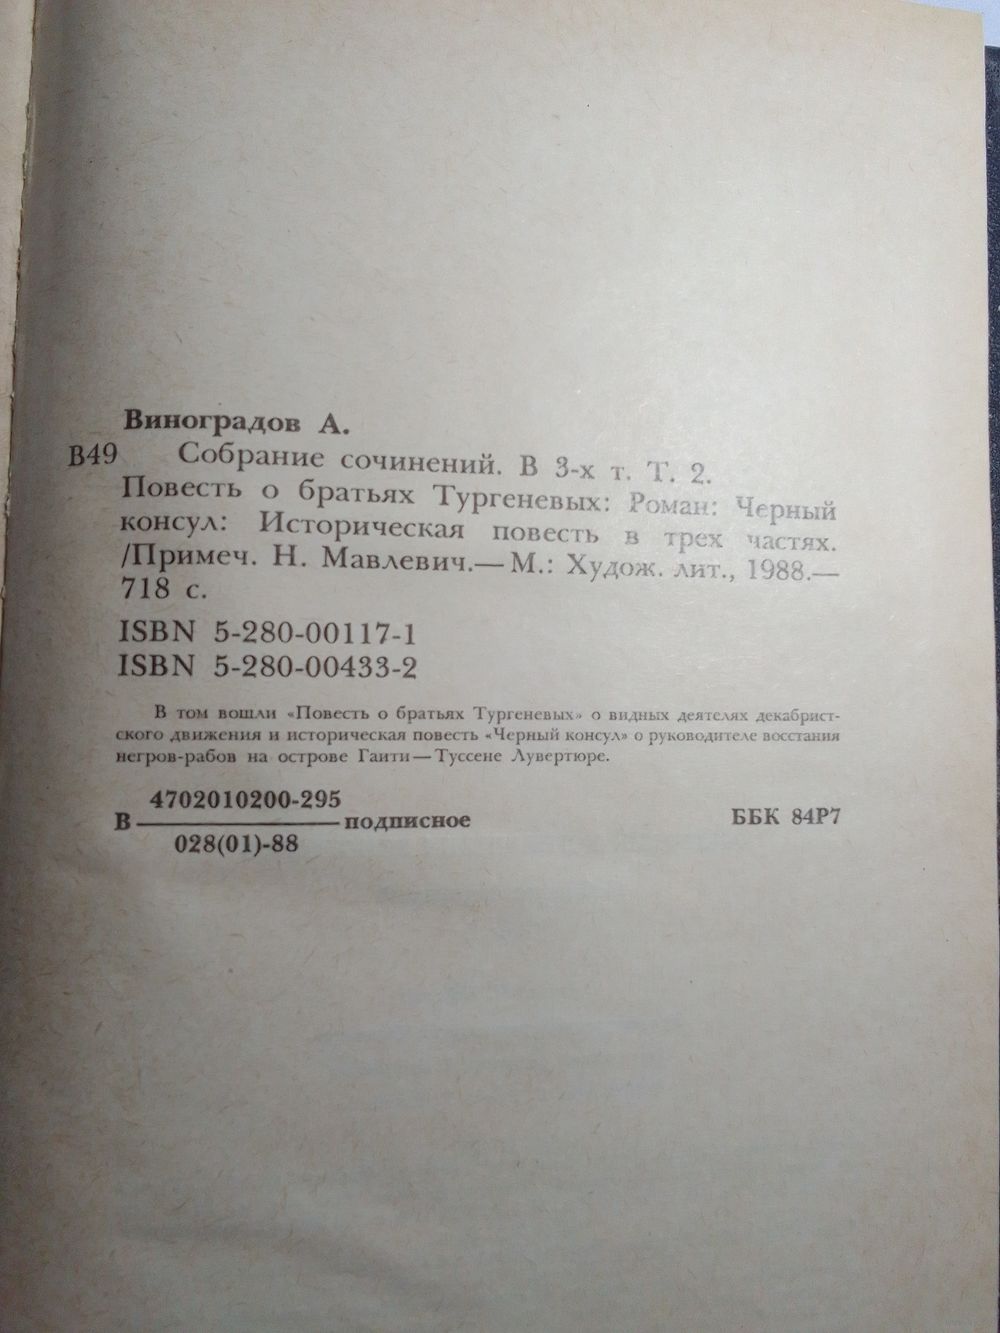 Виноградов А.
В49 Собрание сочинений. В 3-х т. Т. 2.
Повесть о братьях Тургеневых: Роман: Черный
консул: Историческая повесть в трех частях.
/Примеч. Н. Мавлевич.— М.: Худож. лит., 1988.—
718 с.
ISBN 5-280-00117-1
ISBN 5-280-00433-2
В том вошли «Повесть о братьях Тургеневых» о видных деятелях декабрист-
ского движения и историческая повесть «Черный консул» о руководителе восстания
негров-рабов на острове Гаити — Туссене Лувертюре.
4702010200-295
В подписное ББК 84Р7
028(01)-88